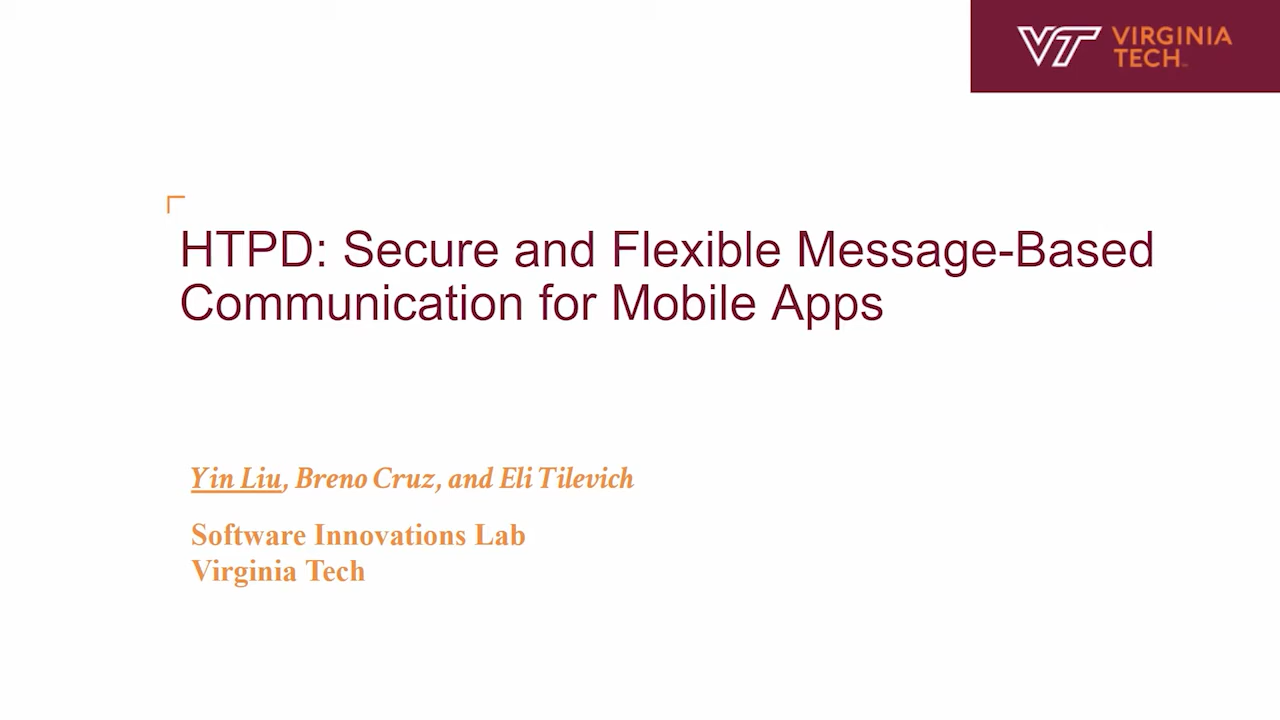 VT VIRGINIA
TECH
HTPD: Secure and Flexible Message-Based
Communication for Mobile Apps
Yin Liu, Breno Cruz, and Eli Tilevich
Software Innovations Lab
Virginia Tech